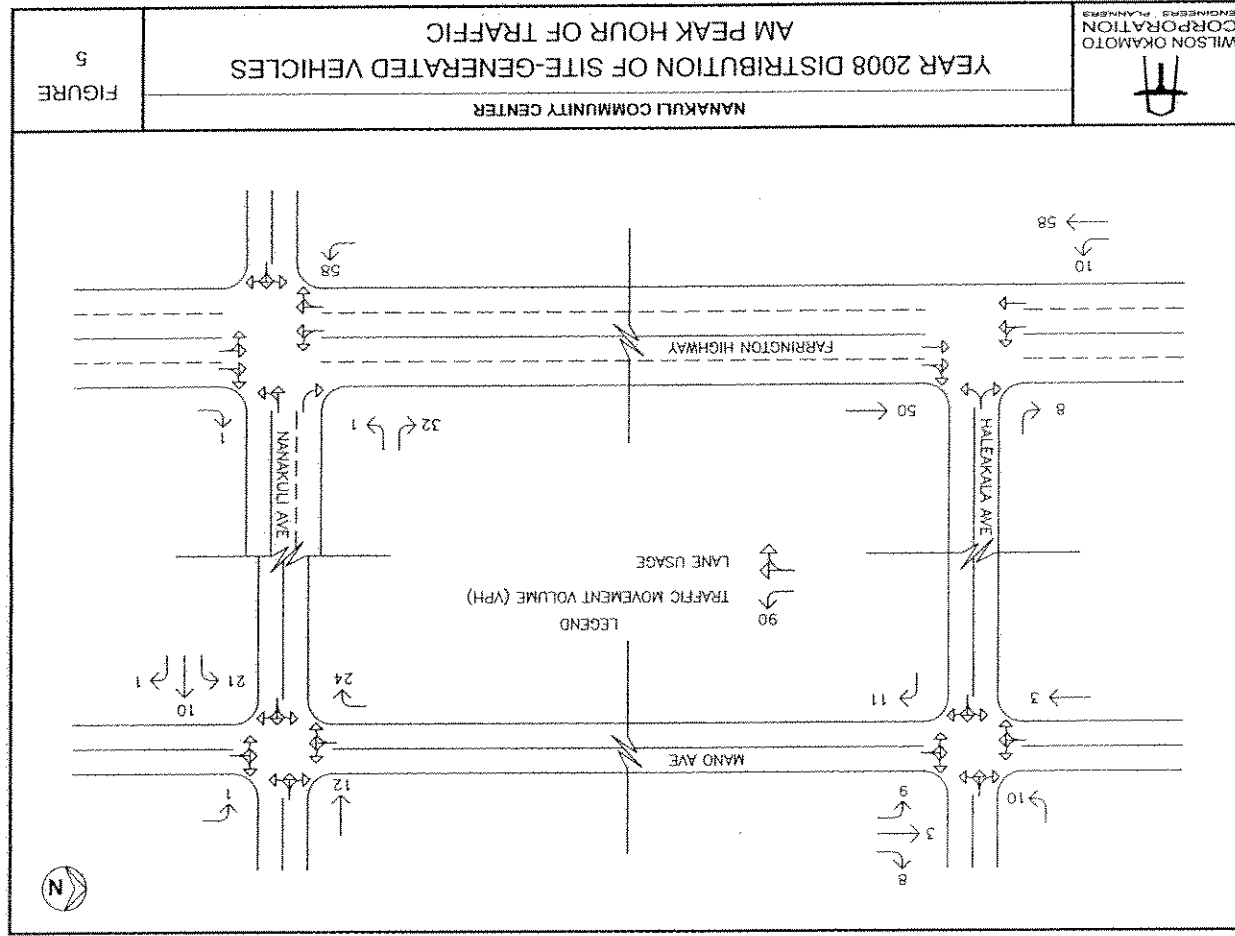 N
8
3
9
10
12
1
MANO AVE
3
11
24
10
21
1
LEGEND
90
TRAFFIC MOVEMENT VOLUME (VPH)
LANE USAGE
HALEAKALA AVE
NANAKULI AVE
8
50
32
1
1
FARRINGTON HIGHWAY
10
58
58
WILSON OKAMOTO
CORPORATION
ENGINEERS · PLANNERS
NANAKULI COMMUNITY CENTER
YEAR 2008 DISTRIBUTION OF SITE-GENERATED VEHICLES
AM PEAK HOUR OF TRAFFIC
FIGURE
5